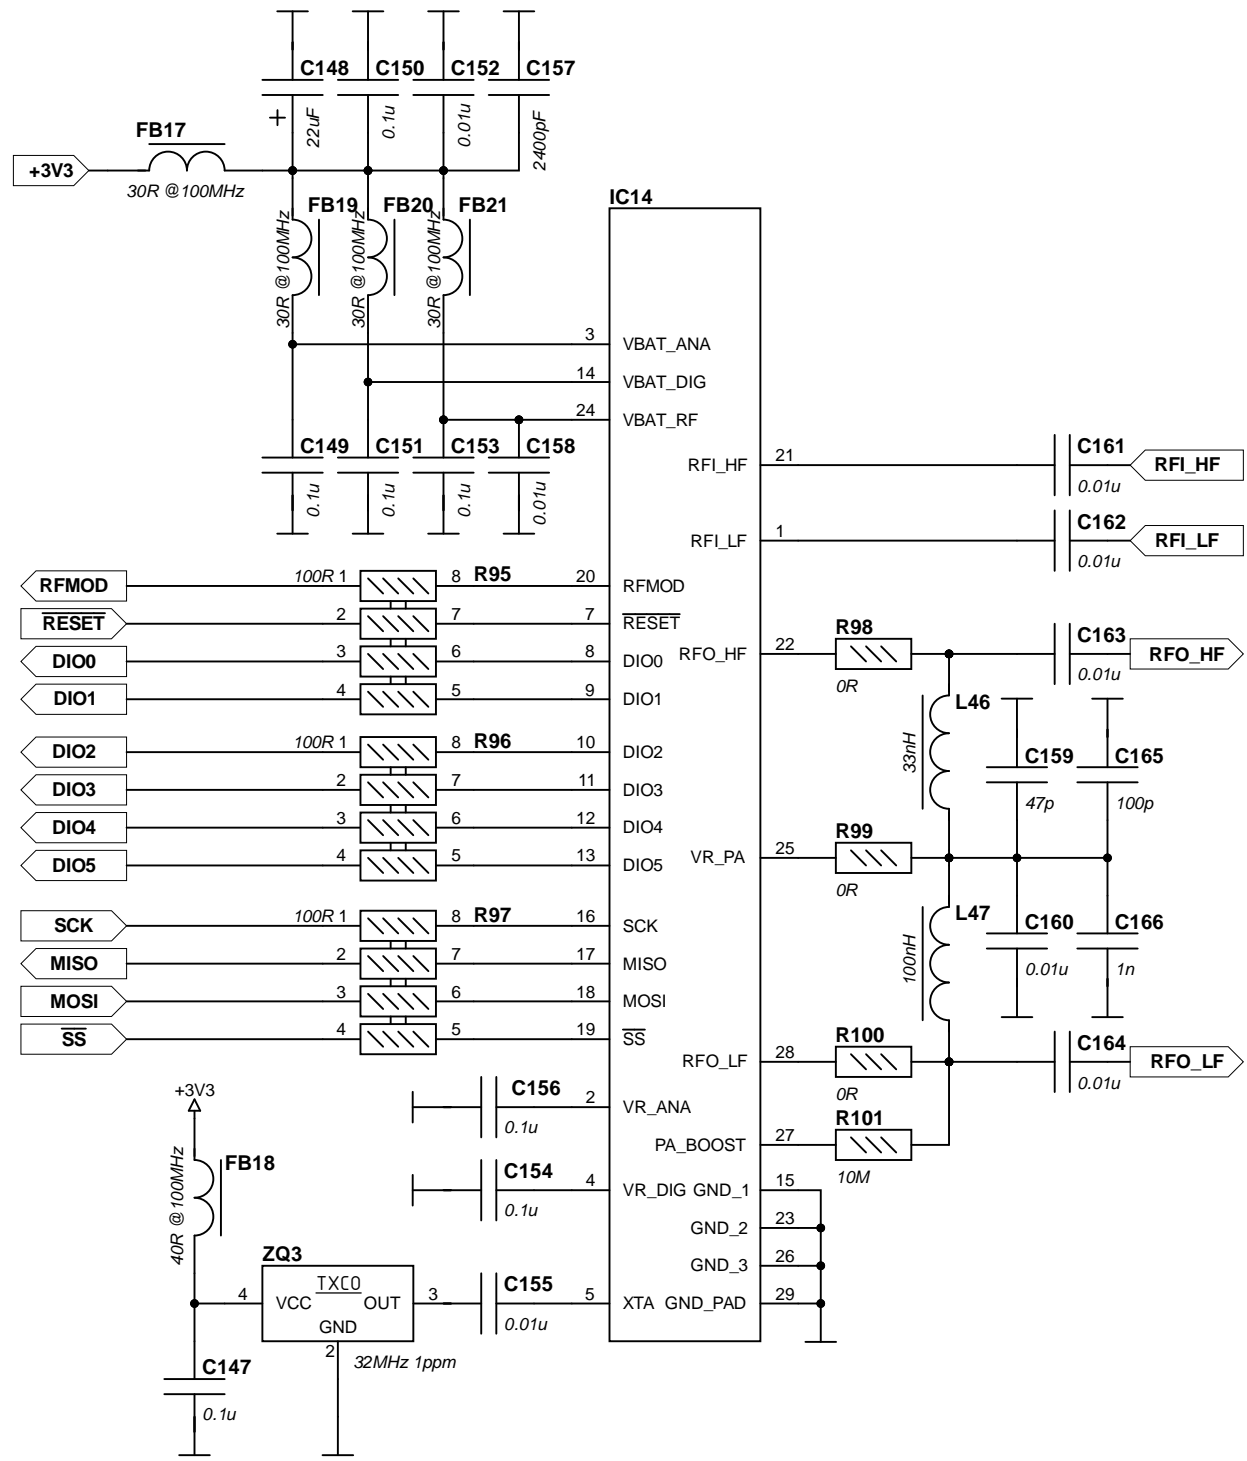 C148 C150 C152 C157
+ 22uF 0.1u 0.01u 2400pF
FB17
+3V3
30R @100MHz
IC14
FB19 FB20 FB21
30R @100MHz 30R @100MHz 30R @100MHz
3 VBAT_ANA
14 VBAT_DIG
24 VBAT_RF
C149 C151 C153 C158
0.1u 0.1u 0.1u 0.01u
RFI_HF 21 C161 RFI_HF
0.01u
RFI_LF 1 C162 RFI_LF
0.01u
RFMOD 100R 1 8 R95 20 RFMOD
RESET 2 7 7 RESET
DIO0 3 6 8 DIO0
DIO1 4 5 9 DIO1
RFO_HF 22 R98 C163 RFO_HF
0R 0.01u
DIO2 100R 1 8 R96 10 DIO2
DIO3 2 7 11 DIO3
DIO4 3 6 12 DIO4
DIO5 4 5 13 DIO5
L46 33nH
C159 C165
47p 100p
VR_PA 25 R99
0R
L47 100nH
C160 C166
0.01u 1n
SCK 100R 1 8 R97 16 SCK
MISO 2 7 17 MISO
MOSI 3 6 18 MOSI
SS 4 5 19 SS
RFO_LF 28 R100 C164 RFO_LF
0R 0.01u
C156 2 VR_ANA
0.1u
PA_BOOST 27 R101
10M
C154 4 VR_DIG GND_1 15
0.1u
GND_2 23
GND_3 26
+3V3
FB18
40R @100MHz
ZQ3
TXCO
4 VCC OUT 3
GND
2
32MHz 1ppm
C155 5 XTA GND_PAD 29
0.01u
C147
0.1u